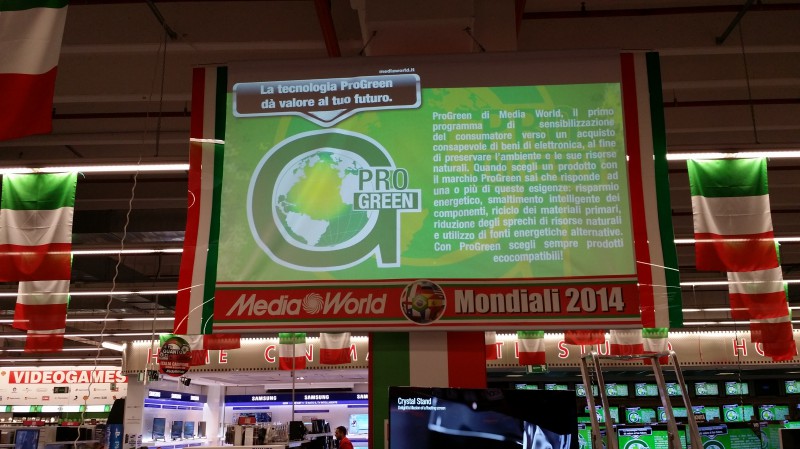 mediaworld.it
La tecnologia ProGreen
dà valore al tuo futuro.
ProGreen di Media World, il primo
programma di sensibilizzazione
del consumatore verso un acquisto
consapevole di beni di elettronica, al fine
di preservare l'ambiente e le sue risorse
naturali. Quando scegli un prodotto con
il marchio ProGreen sai che risponde ad
una o più di queste esigenze: risparmio
energetico, smaltimento intelligente dei
componenti, riciclo dei materiali primari,
riduzione degli sprechi di risorse naturali
e utilizzo di fonti energetiche alternative.
Con ProGreen scegli sempre prodotti
ecocompatibili!
PRO
GREEN
MediaWorld
Mondiali 2014
HOME CINEMA
VIDEOGAMES
SAMSUNG
SAMSUNG
SAMSUNG
Crystal Stand